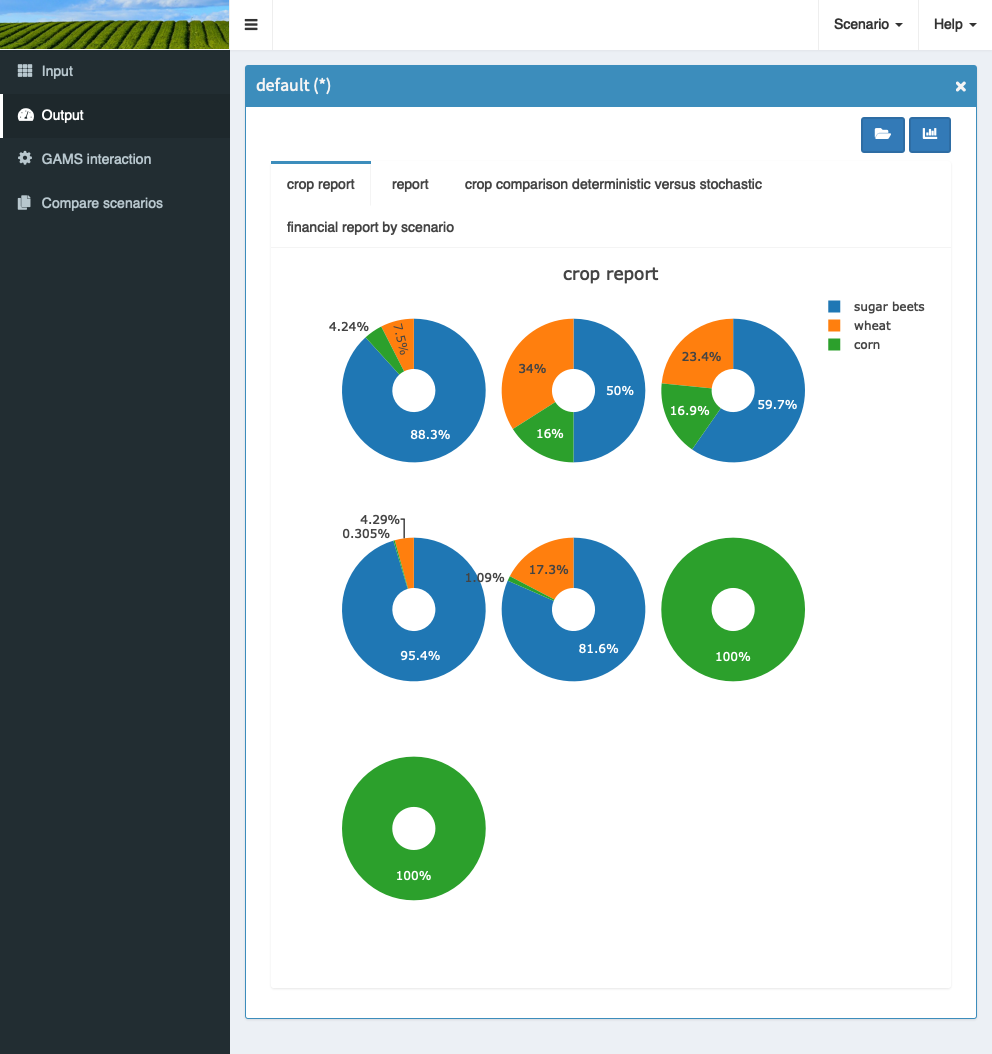 Scenario Help
Input
Output
GAMS interaction
Compare scenarios
default (*)
crop report report crop comparison deterministic versus stochastic
financial report by scenario
crop report
sugar beets
wheat
corn
4.24% 7.5% 88.3%
34% 50% 16%
23.4% 16.9% 59.7%
4.29%
0.305%
95.4%
1.09% 17.3% 81.6%
100%
100%